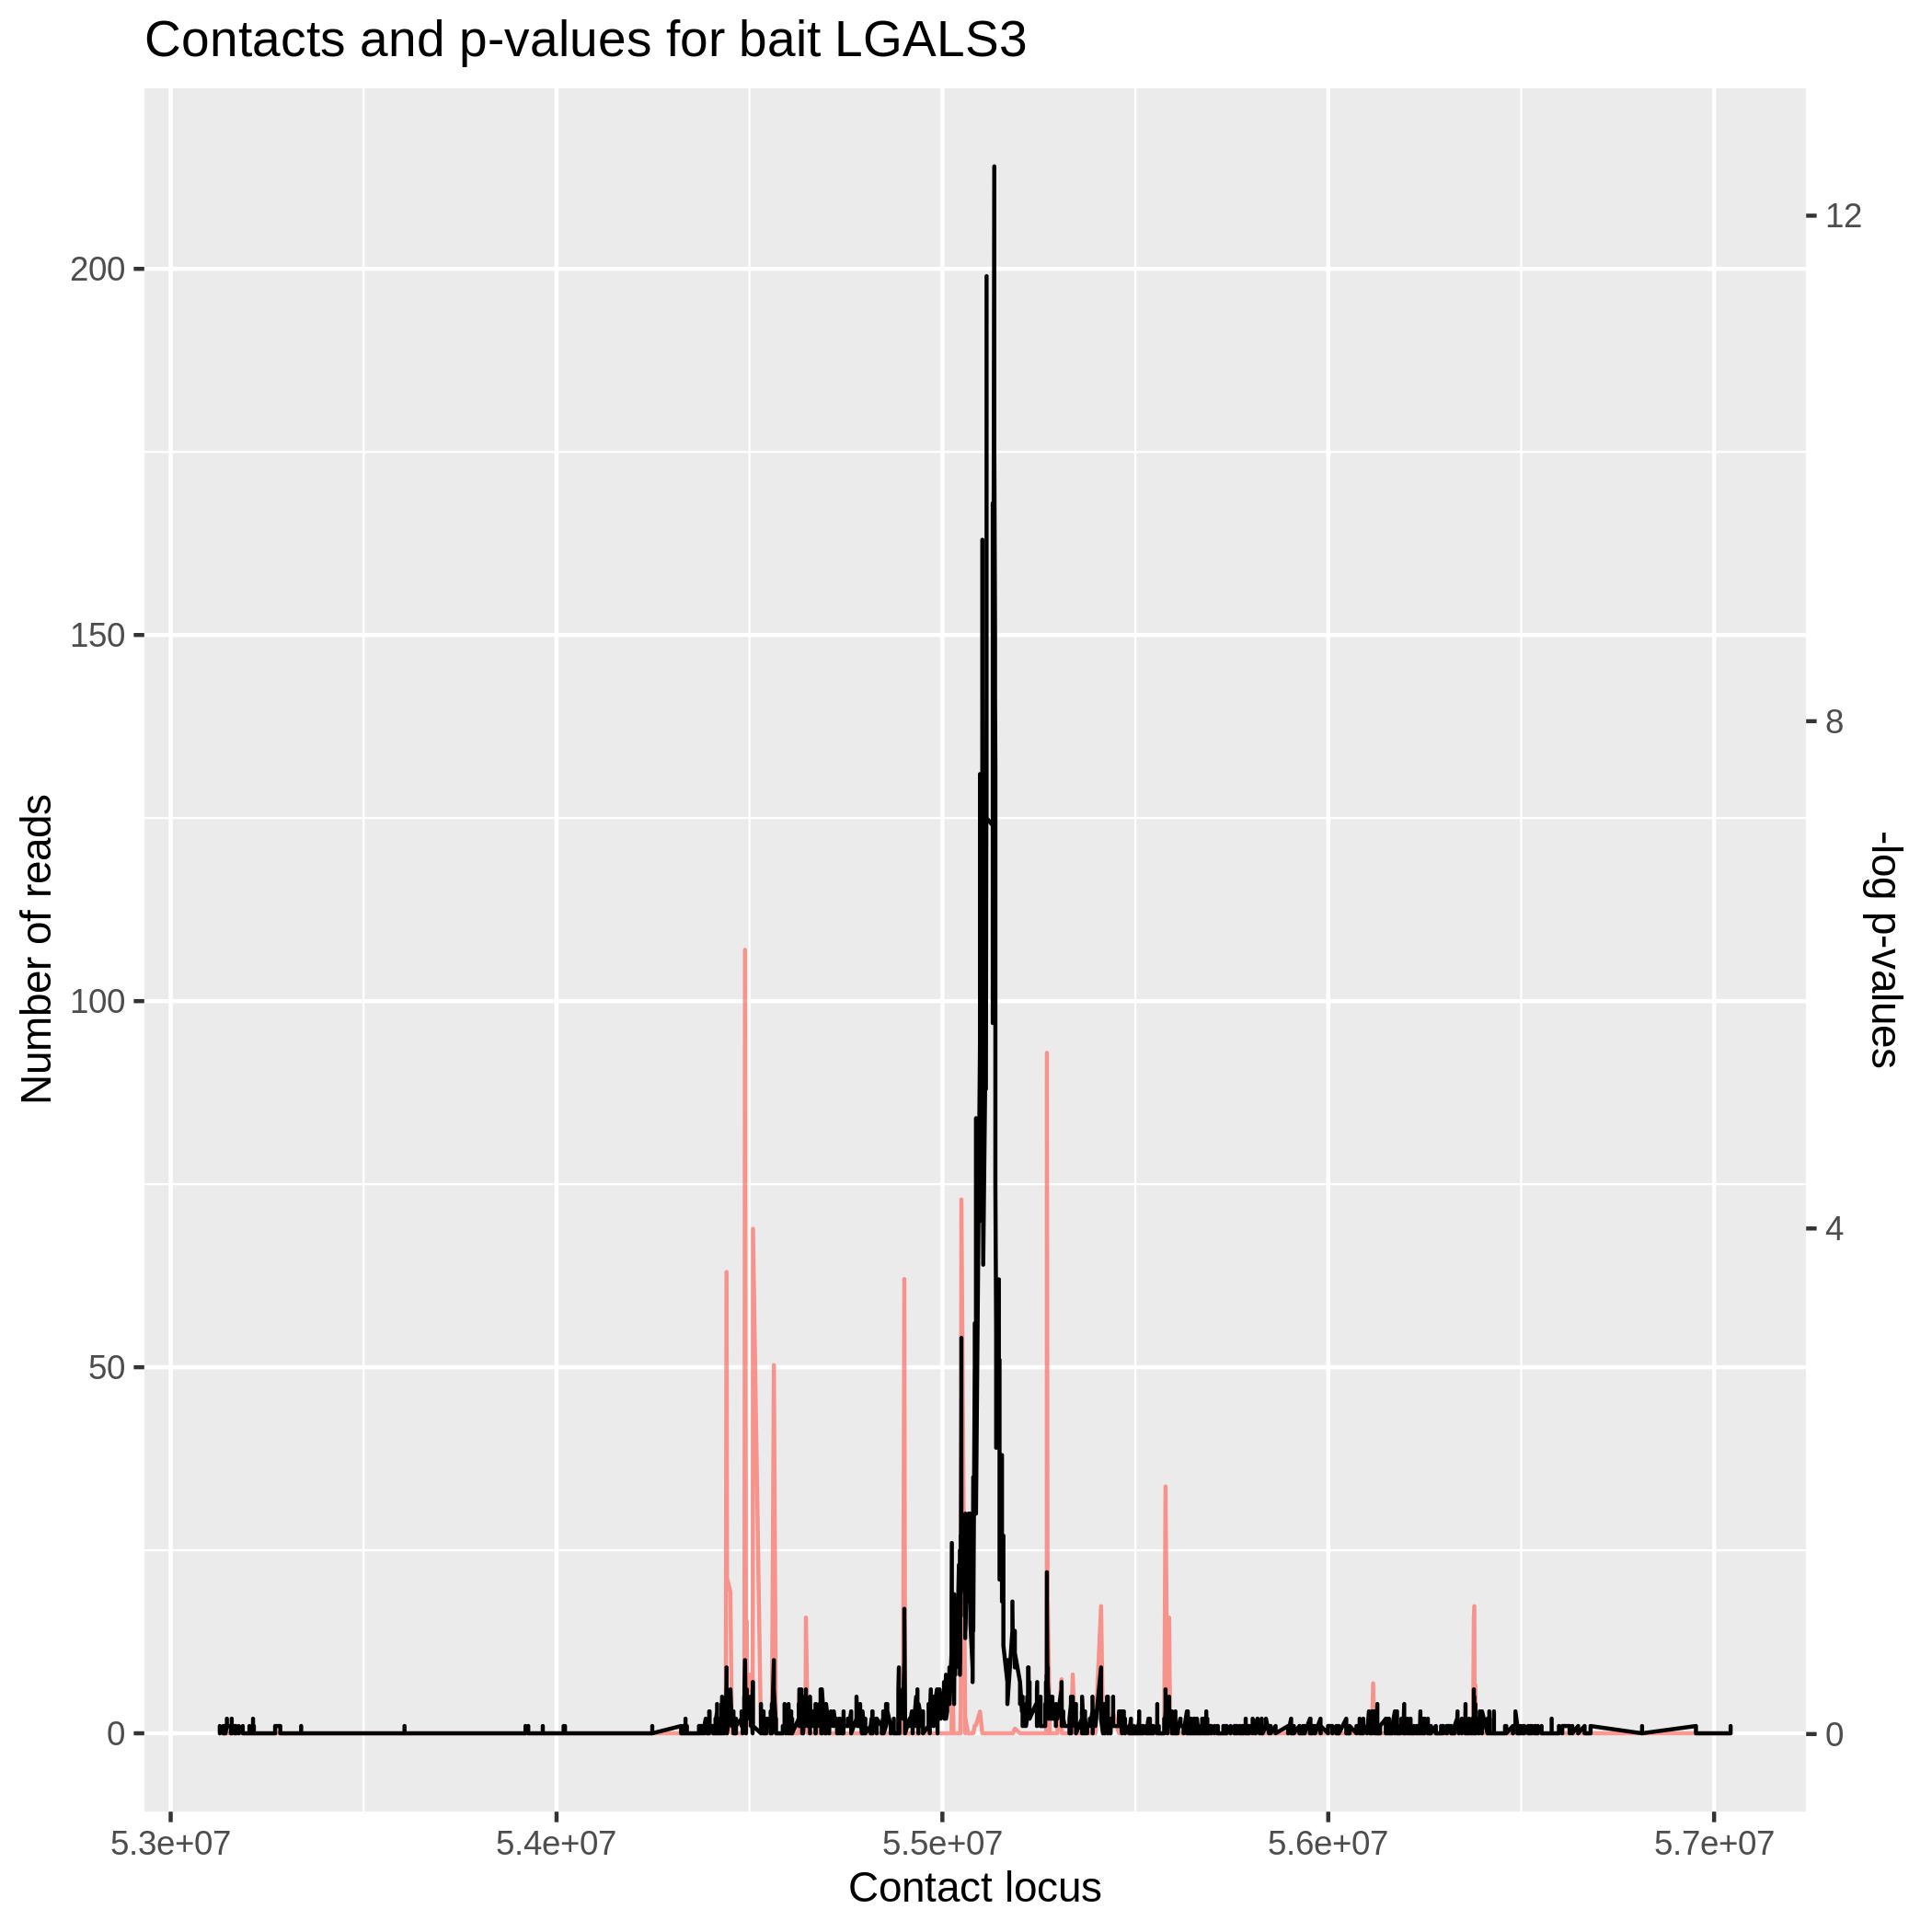 Contacts and p-values for bait LGALS3
200
150
100
50
0
12
8
4
0
Number of reads
-log p-values
5.3e+07
5.4e+07
5.5e+07
5.6e+07
5.7e+07
Contact locus